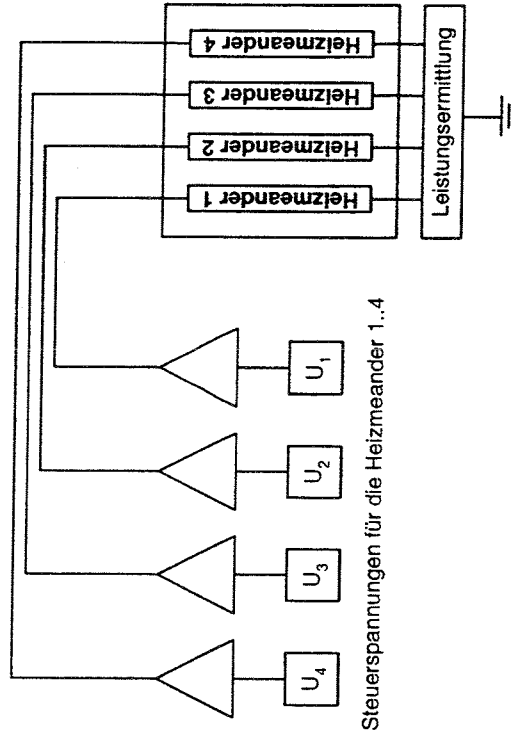 Heizmeander 4
Heizmeander 3
Heizmeander 2
Heizmeander 1
Leistungsermittlung
U1
U2
U3
U4
Steuerspannungen für die Heizmeander 1..4